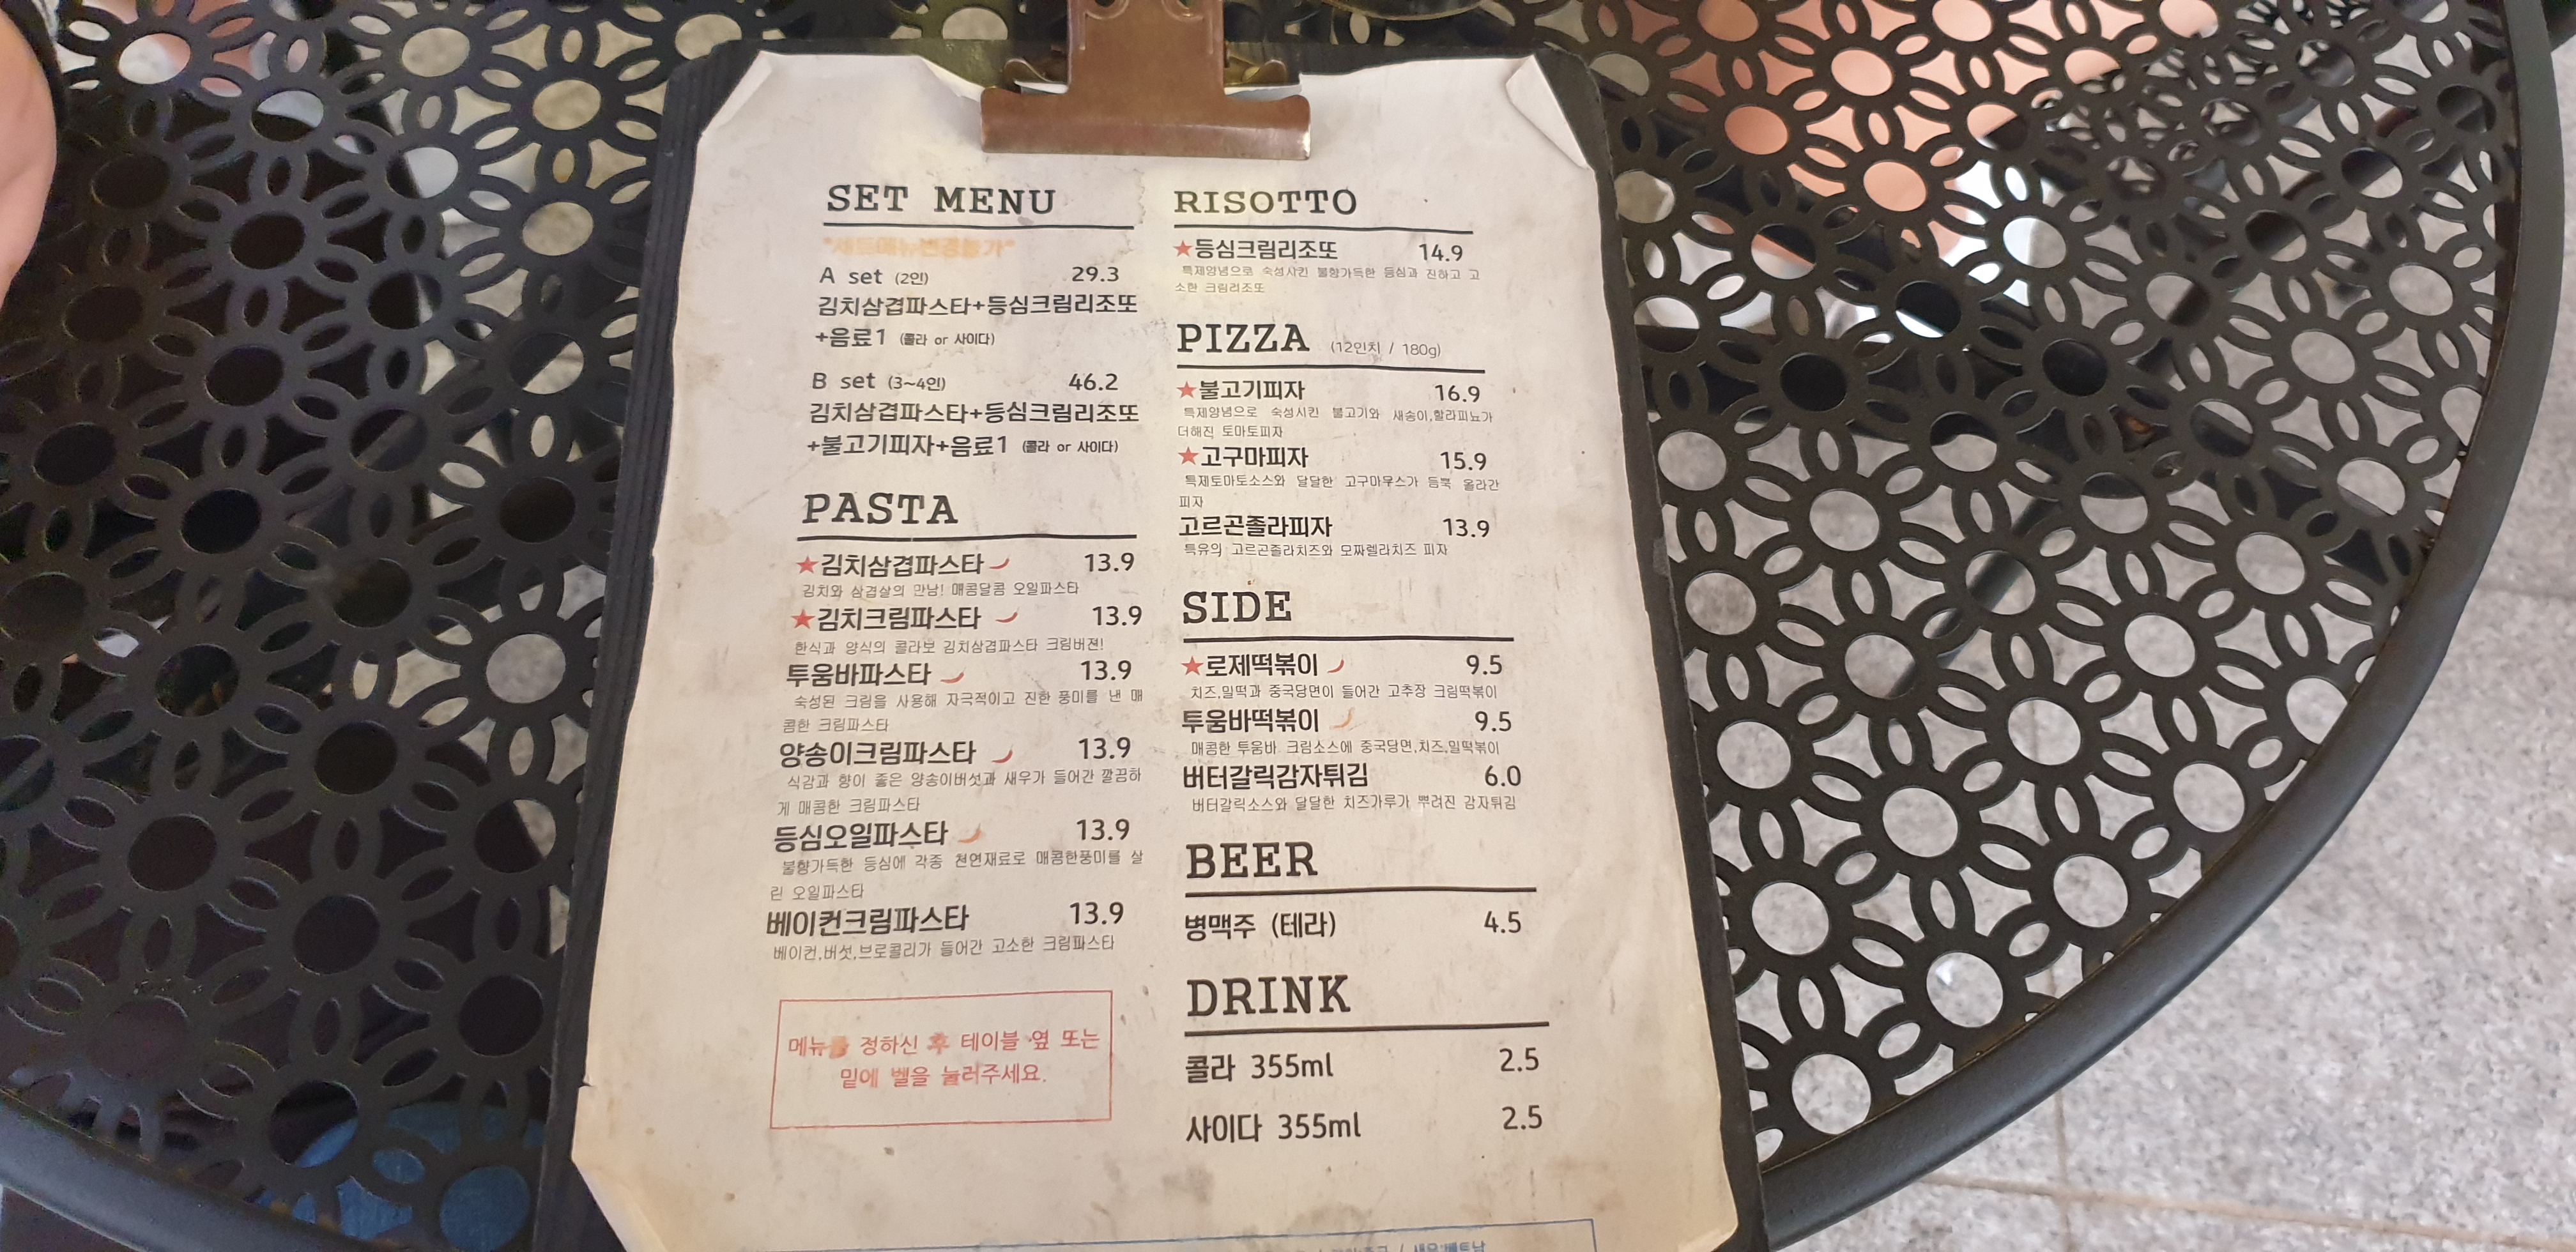 SET MENU
*세트메뉴변경불가*
A set (2인) 29.3
김치삼겹파스타+등심크림리조또
+음료1 (콜라 or 사이다)
B set (3~4인) 46.2
김치삼겹파스타+등심크림리조또
+불고기피자+음료1 (콜라 or 사이다)
PASTA
★김치삼겹파스타 13.9
김치와 삼겹살의 만남! 매콤달콤 오일파스타
★김치크림파스타 13.9
한식과 양식의 콜라보 김치삼겹파스타 크림버젼!
투움바파스타 13.9
숙성된 크림을 사용해 자극적이고 진한 풍미를 낸 매
콤한 크림파스타
양송이크림파스타 13.9
식감과 향이 좋은 양송이버섯과 새우가 들어간 깔끔하
게 매콤한 크림파스타
등심오일파스타 13.9
불향가득한 등심에 각종 천연재료로 매콤한풍미를 살
린 오일파스타
베이컨크림파스타 13.9
베이컨,버섯,브로콜리가 들어간 고소한 크림파스타
메뉴를 정하신 후 테이블 옆 또는
밑에 벨을 눌러주세요.
RISOTTO
★등심크림리조또 14.9
특제양념으로 숙성시킨 불향가득한 등심과 진하고 고
소한 크림리조또
PIZZA (12인치 / 180g)
★불고기피자 16.9
특제양념으로 숙성시킨 불고기와 새송이,할라피뇨가
더해진 토마토피자
★고구마피자 15.9
특제토마토소스와 달달한 고구마무스가 듬뿍 올라간
피자
고르곤졸라피자 13.9
특유의 고르곤졸라치즈와 모짜렐라치즈 피자
SIDE
★로제떡볶이 9.5
치즈,밀떡과 중국당면이 들어간 고추장 크림떡볶이
투움바떡볶이 9.5
매콤한 투움바 크림소스에 중국당면,치즈,밀떡볶이
버터갈릭감자튀김 6.0
버터갈릭소스와 달달한 치즈가루가 뿌려진 감자튀김
BEER
병맥주 (테라) 4.5
DRINK
콜라 355ml 2.5
사이다 355ml 2.5